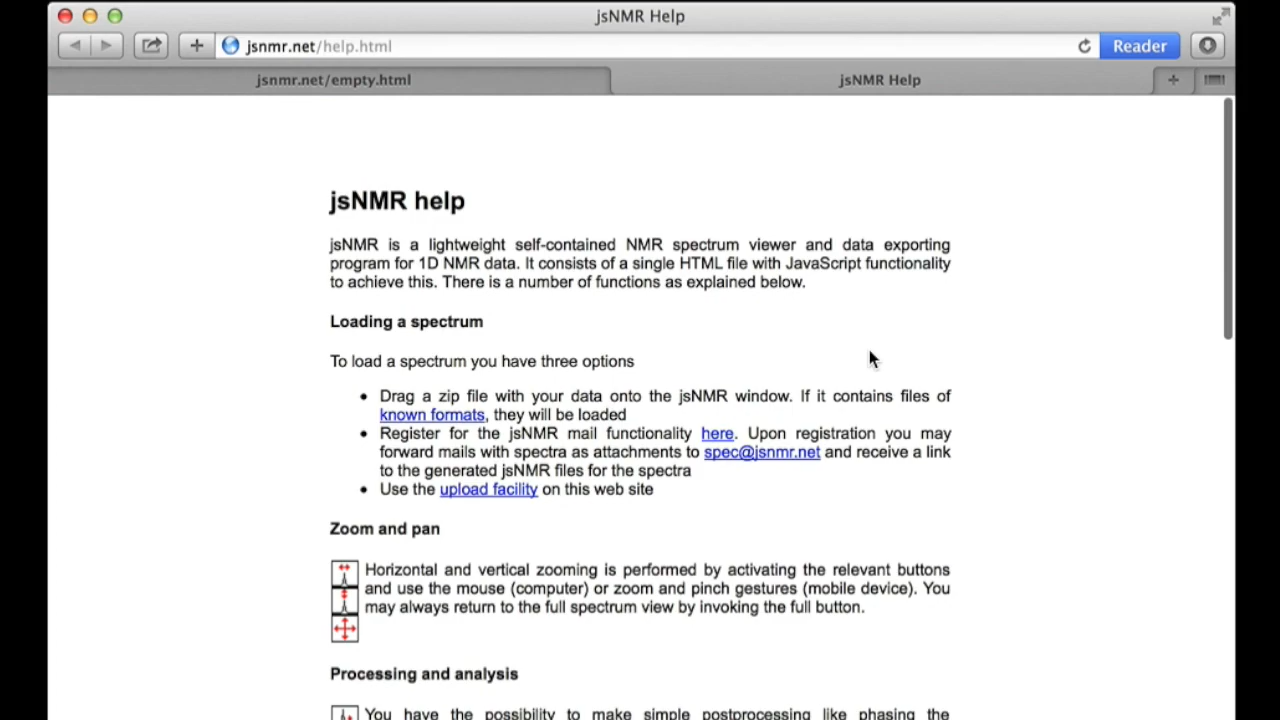 jsNMR Help
jsnmr.net/help.html
Reader
jsnmr.net/empty.html
jsNMR Help
jsNMR help
jsNMR is a lightweight self-contained NMR spectrum viewer and data exporting
program for 1D NMR data. It consists of a single HTML file with JavaScript functionality
to achieve this. There is a number of functions as explained below.
Loading a spectrum
To load a spectrum you have three options
• Drag a zip file with your data onto the jsNMR window. If it contains files of
known formats, they will be loaded
• Register for the jsNMR mail functionality here. Upon registration you may
forward mails with spectra as attachments to spec@jsnmr.net and receive a link
to the generated jsNMR files for the spectra
• Use the upload facility on this web site
Zoom and pan
Horizontal and vertical zooming is performed by activating the relevant buttons
and use the mouse (computer) or zoom and pinch gestures (mobile device). You
may always return to the full spectrum view by invoking the full button.
Processing and analysis
You have the possibility to make simple postprocessing like phasing the